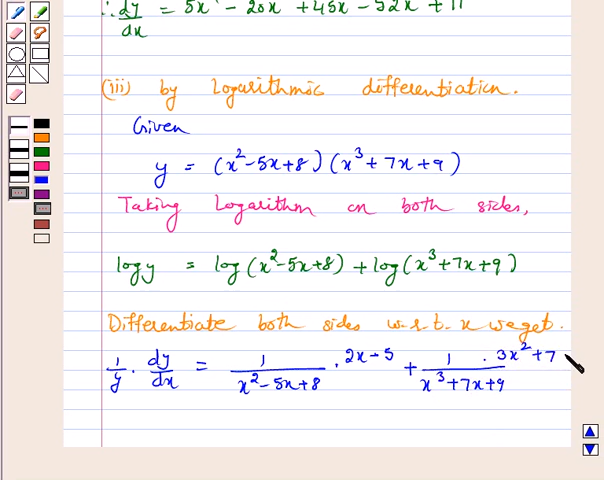 ∴ dy/dx = 5x⁴ - 20x³ + 45x² - 52x + 11
(iii) by Logarithmic differentiation.
Given
y = (x² - 5x + 8) (x³ + 7x + 9)
Taking Logarithm on both sides,
log y = log (x² - 5x + 8) + log (x³ + 7x + 9)
Differentiate both sides w.r.t. x we get.
1/y · dy/dx = 1/(x² - 5x + 8) · 2x - 5 + 1/(x³ + 7x + 9) · 3x² + 7